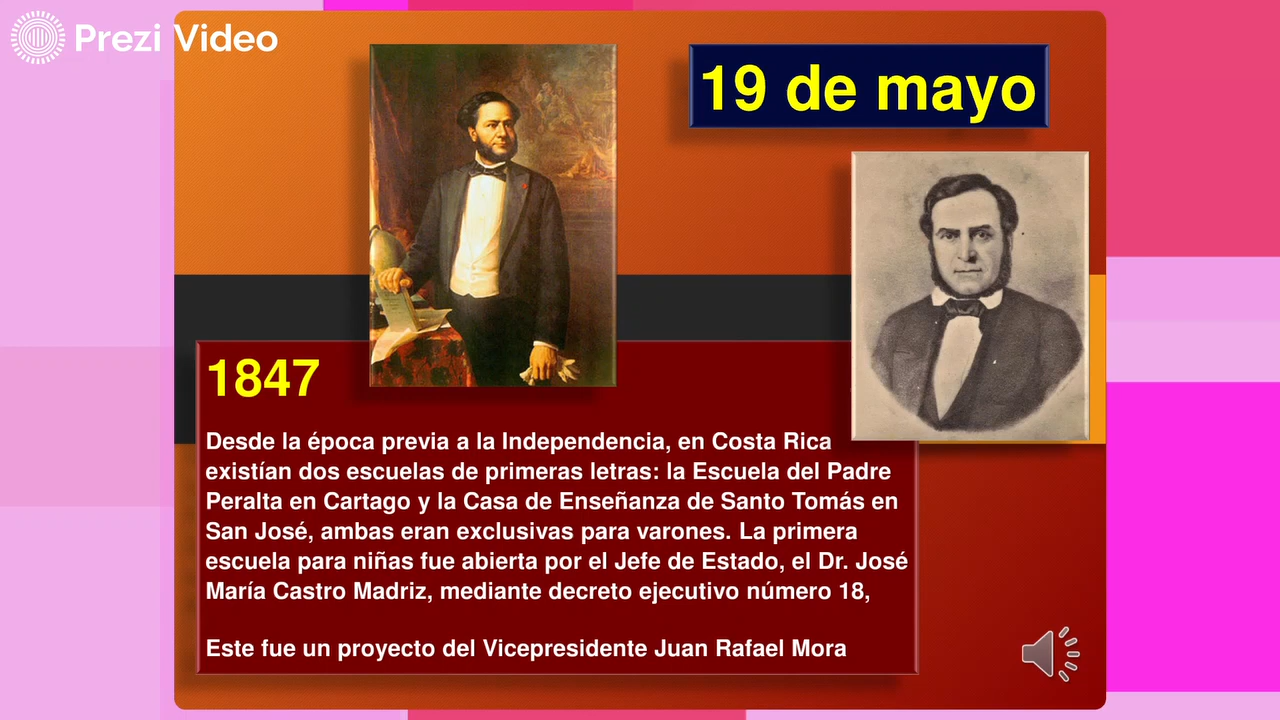 Prezi Video
19 de mayo
1847
Desde la época previa a la Independencia, en Costa Rica
existían dos escuelas de primeras letras: la Escuela del Padre
Peralta en Cartago y la Casa de Enseñanza de Santo Tomás en
San José, ambas eran exclusivas para varones. La primera
escuela para niñas fue abierta por el Jefe de Estado, el Dr. José
María Castro Madriz, mediante decreto ejecutivo número 18,
Este fue un proyecto del Vicepresidente Juan Rafael Mora